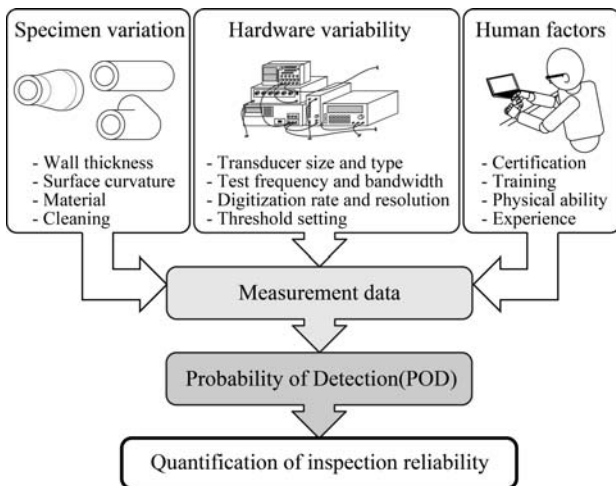 Specimen variation
- Wall thickness
- Surface curvature
- Material
- Cleaning
Hardware variability
- Transducer size and type
- Test frequency and bandwidth
- Digitization rate and resolution
- Threshold setting
Human factors
- Certification
- Training
- Physical ability
- Experience
Measurement data
Probability of Detection(POD)
Quantification of inspection reliability